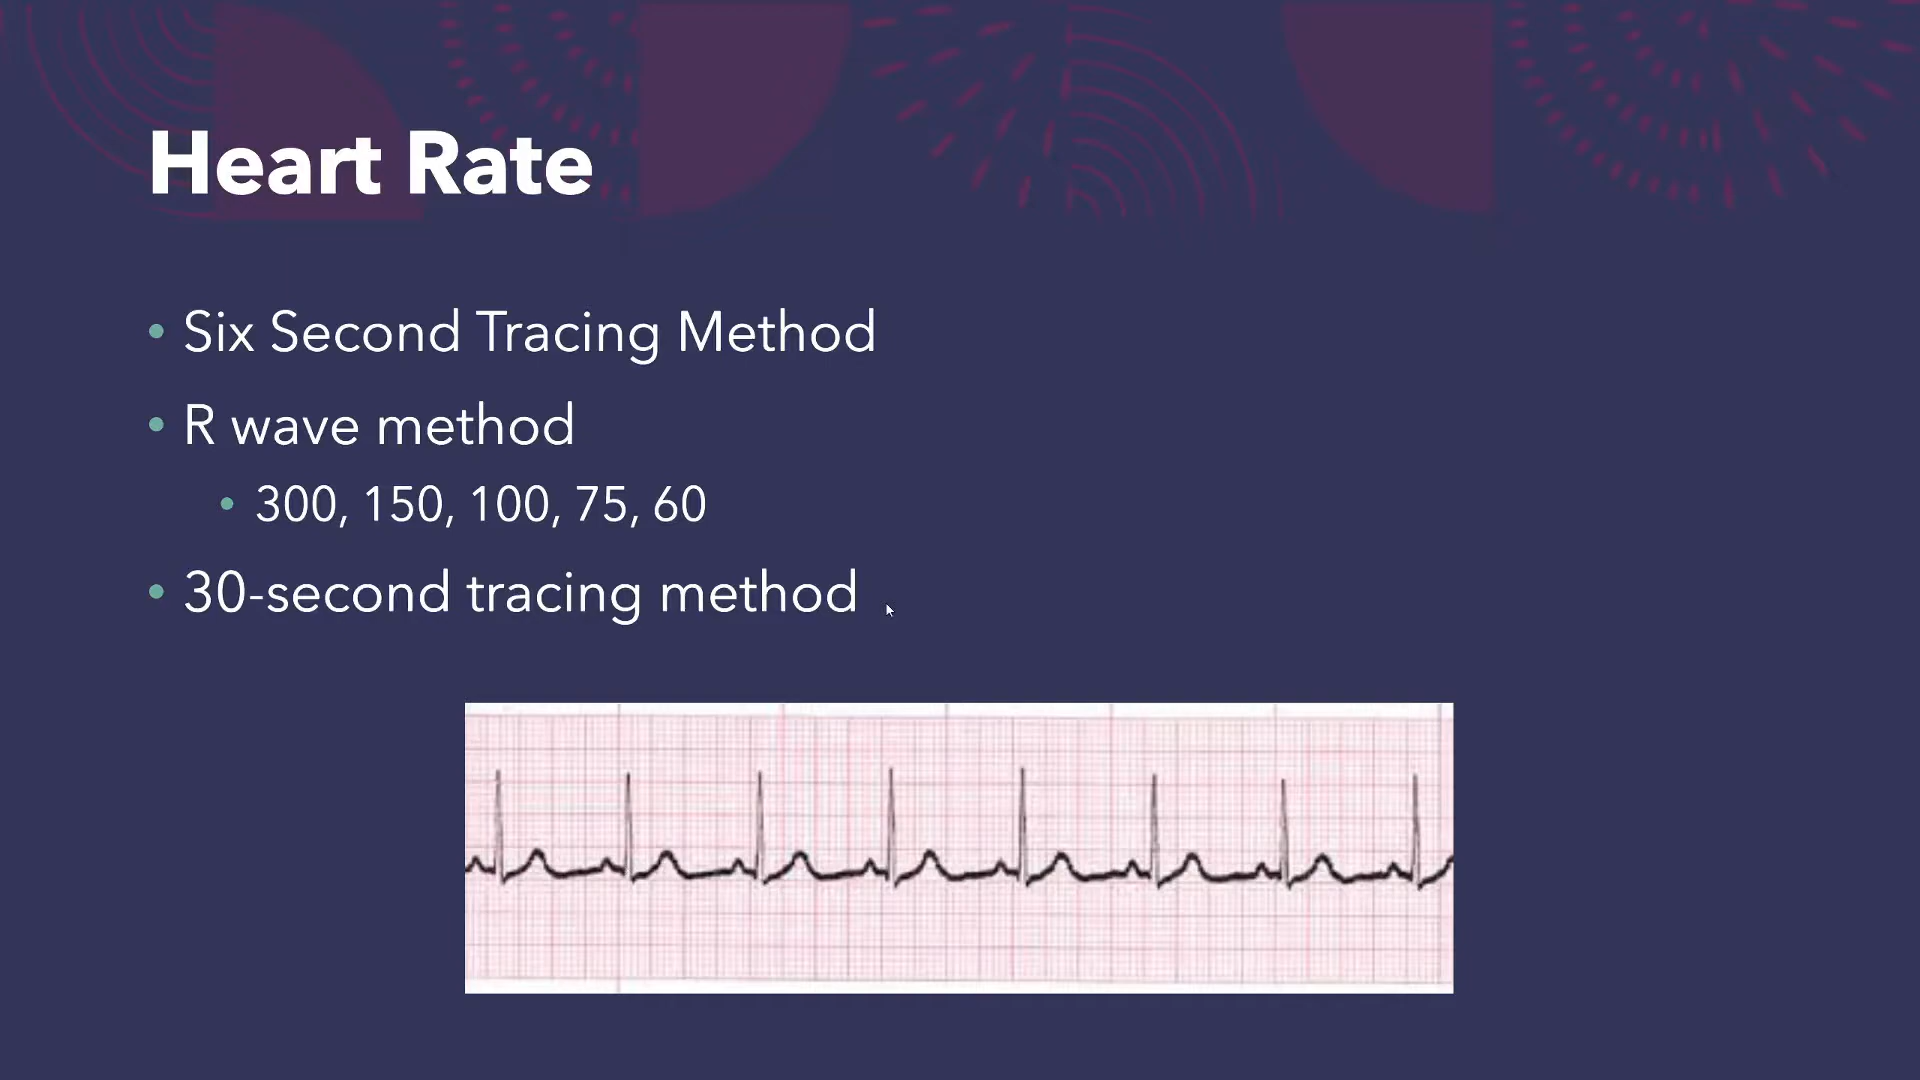 Heart Rate
Six Second Tracing Method
R wave method
300, 150, 100, 75, 60
30-second tracing method